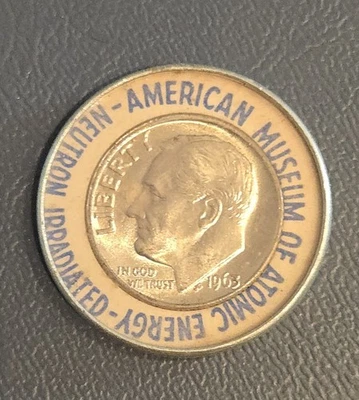 AMERICAN MUSEUM OF ATOMIC ENERGY-
NEUTRON IRRADIATED-
LIBERTY
IN GOD
WE TRUST
1963